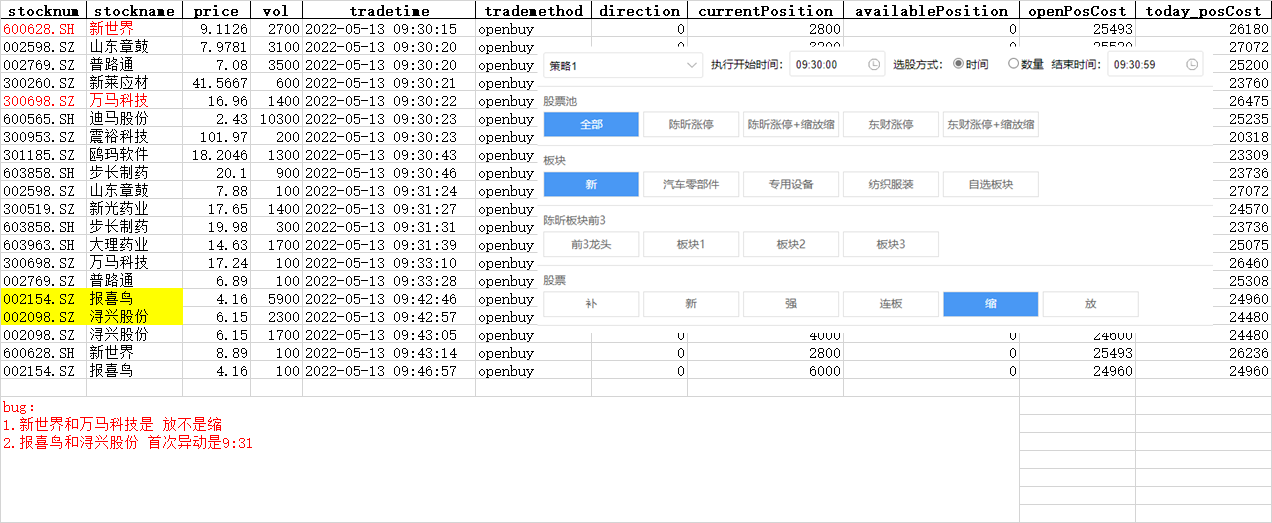 stocknum stockname price vol tradetime trademethod direction currentPosition availablePosition openPosCost today_posCost
600628.SH 新世界 9.1126 2700 2022-05-13 09:30:15 openbuy 0 2800 0 25493 26180
002598.SZ 山东章鼓 7.9781 3100 2022-05-13 09:30:20 openbuy 27072
002769.SZ 普路通 7.08 3500 2022-05-13 09:30:20 openbuy 25200
300260.SZ 新莱应材 41.5667 600 2022-05-13 09:30:21 openbuy 23760
300698.SZ 万马科技 16.96 1400 2022-05-13 09:30:22 openbuy 26475
600565.SH 迪马股份 2.43 10300 2022-05-13 09:30:23 openbuy 25235
300953.SZ 震裕科技 101.97 200 2022-05-13 09:30:23 openbuy 20318
301185.SZ 鸥玛软件 18.2046 1300 2022-05-13 09:30:43 openbuy 23309
603858.SH 步长制药 20.1 900 2022-05-13 09:30:46 openbuy 23736
002598.SZ 山东章鼓 7.88 100 2022-05-13 09:31:24 openbuy 27072
300519.SZ 新光药业 17.65 1400 2022-05-13 09:31:27 openbuy 24570
603858.SH 步长制药 19.98 300 2022-05-13 09:31:31 openbuy 23736
603963.SH 大理药业 14.63 1700 2022-05-13 09:31:39 openbuy 25075
300698.SZ 万马科技 17.24 100 2022-05-13 09:33:10 openbuy 26460
002769.SZ 普路通 6.89 100 2022-05-13 09:33:28 openbuy 25308
002154.SZ 报喜鸟 4.16 5900 2022-05-13 09:42:46 openbuy 24960
002098.SZ 浔兴股份 6.15 2300 2022-05-13 09:42:57 openbuy 24480
002098.SZ 浔兴股份 6.15 1700 2022-05-13 09:43:05 openbuy 0 4000 0 24600 24480
600628.SH 新世界 8.89 100 2022-05-13 09:43:14 openbuy 0 2800 0 25493 26236
002154.SZ 报喜鸟 4.16 100 2022-05-13 09:46:57 openbuy 0 6000 0 24960 24960
策略1 执行开始时间: 09:30:00 选股方式: 时间 数量 结束时间: 09:30:59
股票池
全部 陈昕涨停 陈昕涨停+缩放缩 东财涨停 东财涨停+缩放缩
板块
新 汽车零部件 专用设备 纺织服装 自选板块
陈昕板块前3
前3龙头 板块1 板块2 板块3
股票
补 新 强 连板 缩 放
bug:
1.新世界和万马科技是 放不是缩
2.报喜鸟和浔兴股份 首次异动是9:31